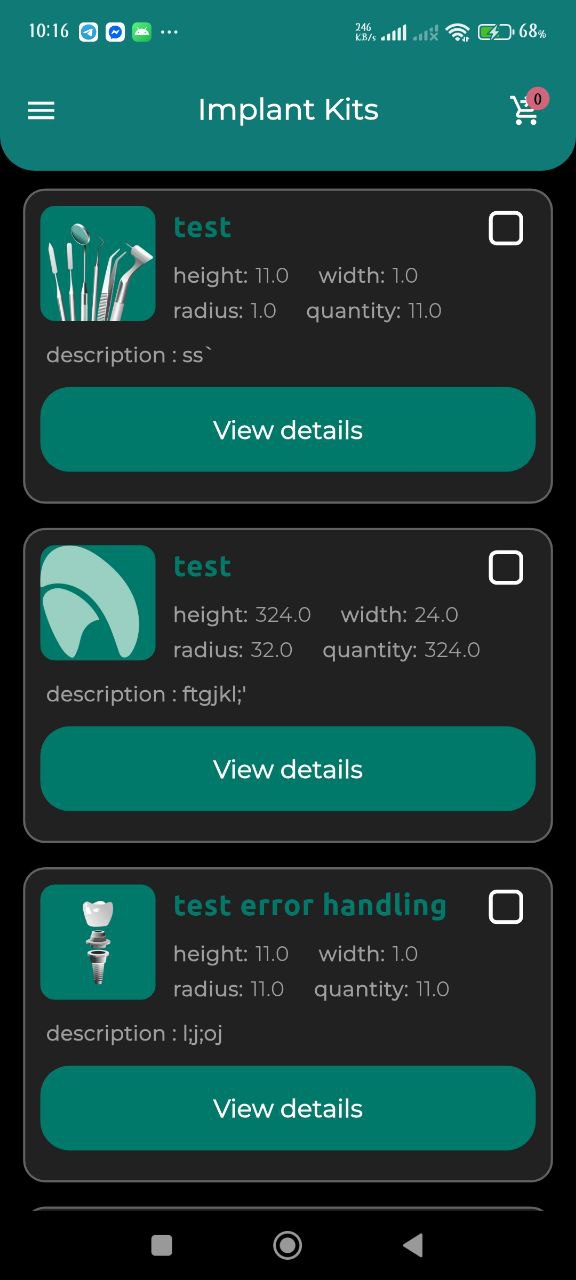 10:16 246 KB/s 68%
Implant Kits 0
test
height: 11.0 width: 1.0
radius: 1.0 quantity: 11.0
description : ss`
View details
test
height: 324.0 width: 24.0
radius: 32.0 quantity: 324.0
description : ftgjkl;'
View details
test error handling
height: 11.0 width: 1.0
radius: 11.0 quantity: 11.0
description : l;j;oj
View details